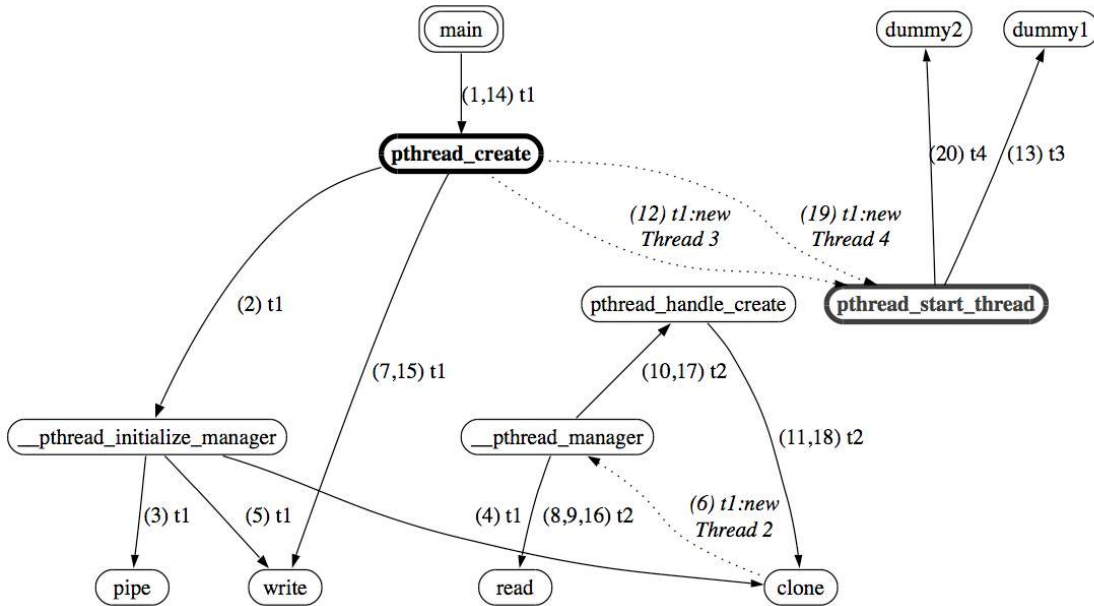 main
dummy2
dummy1
(1,14) t1
pthread_create
(20) t4
(13) t3
(12) t1:new
Thread 3
(19) t1:new
Thread 4
(2) t1
pthread_handle_create
pthread_start_thread
(7,15) t1
(10,17) t2
__pthread_initialize_manager
__pthread_manager
(11,18) t2
(3) t1
(5) t1
(4) t1
(8,9,16) t2
(6) t1:new
Thread 2
pipe
write
read
clone